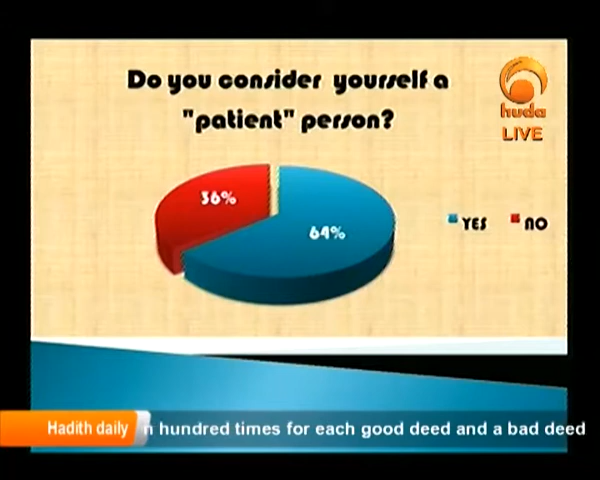 Do you consider yourself a
"patient" person?
huda
LIVE
36%
64%
YES
NO
Hadith daily
n hundred times for each good deed and a bad deed